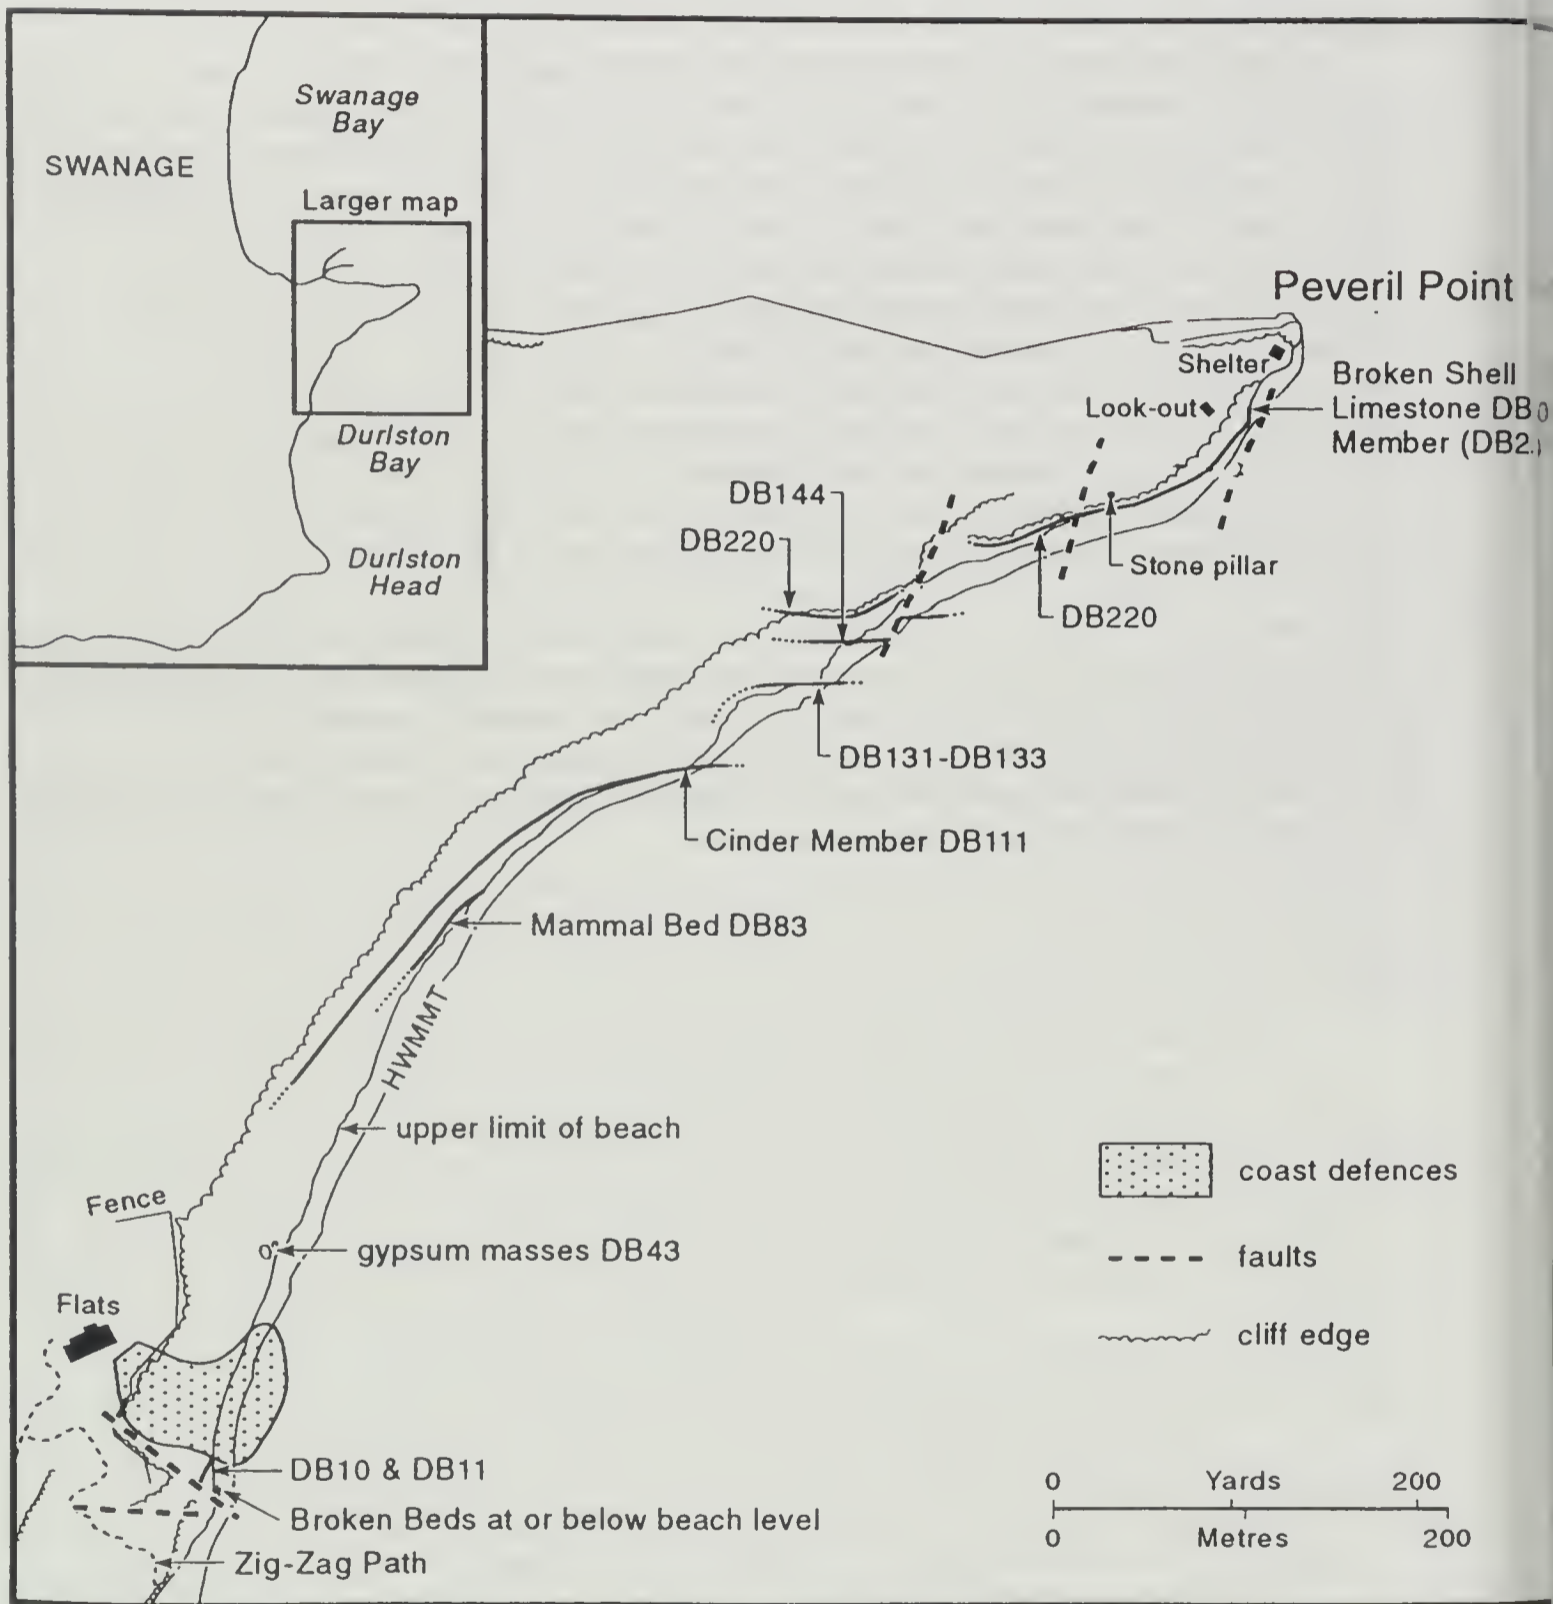 Swanage
Bay
SWANAGE
Larger map
Durlston
Bay
Durlston
Head
Peveril Point
Shelter
Look-out
Broken Shell
Limestone
Member
DB144
DB220
Stone pillar
DB220
DB131-DB133
Cinder Member DB111
Mammal Bed DB83
HWMMT
upper limit of beach
Fence
gypsum masses DB43
Flats
coast defences
faults
cliff edge
DB10 & DB11
Broken Beds at or below beach level
Zig-Zag Path
0 Yards 200
0 Metres 200